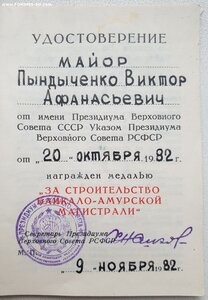 УДОСТОВЕРЕНИЕ
МАЙОР
Пындыченко Виктор
Афанасьевич
от имени Президиума Верховного
Совета СССР Указом Президиума
Верховного Совета РСФСР
от „20“ ОКТЯБРЯ 1982 г.
награжден медалью
"ЗА СТРОИТЕЛЬСТВО
БАЙКАЛО-АМУРСКОЙ
МАГИСТРАЛИ"
Секретарь Президиума
Верховного Совета РСФСР
М. П.
„9“ НОЯБРЯ 1982 г.